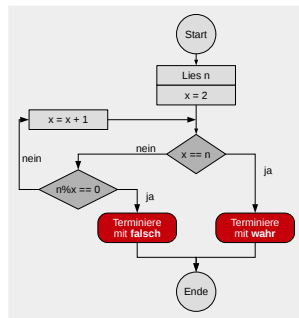 Start
Lies n
x = 2
x = x + 1
x == n
nein
ja
nein
n%x == 0
ja
Terminiere
mit falsch
Terminiere
mit wahr
Ende